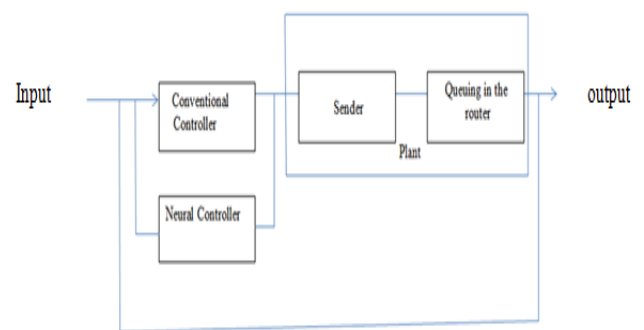 Input
Conventional
Controller
Neural Controller
Sender
Queuing in the
router
Plant
output